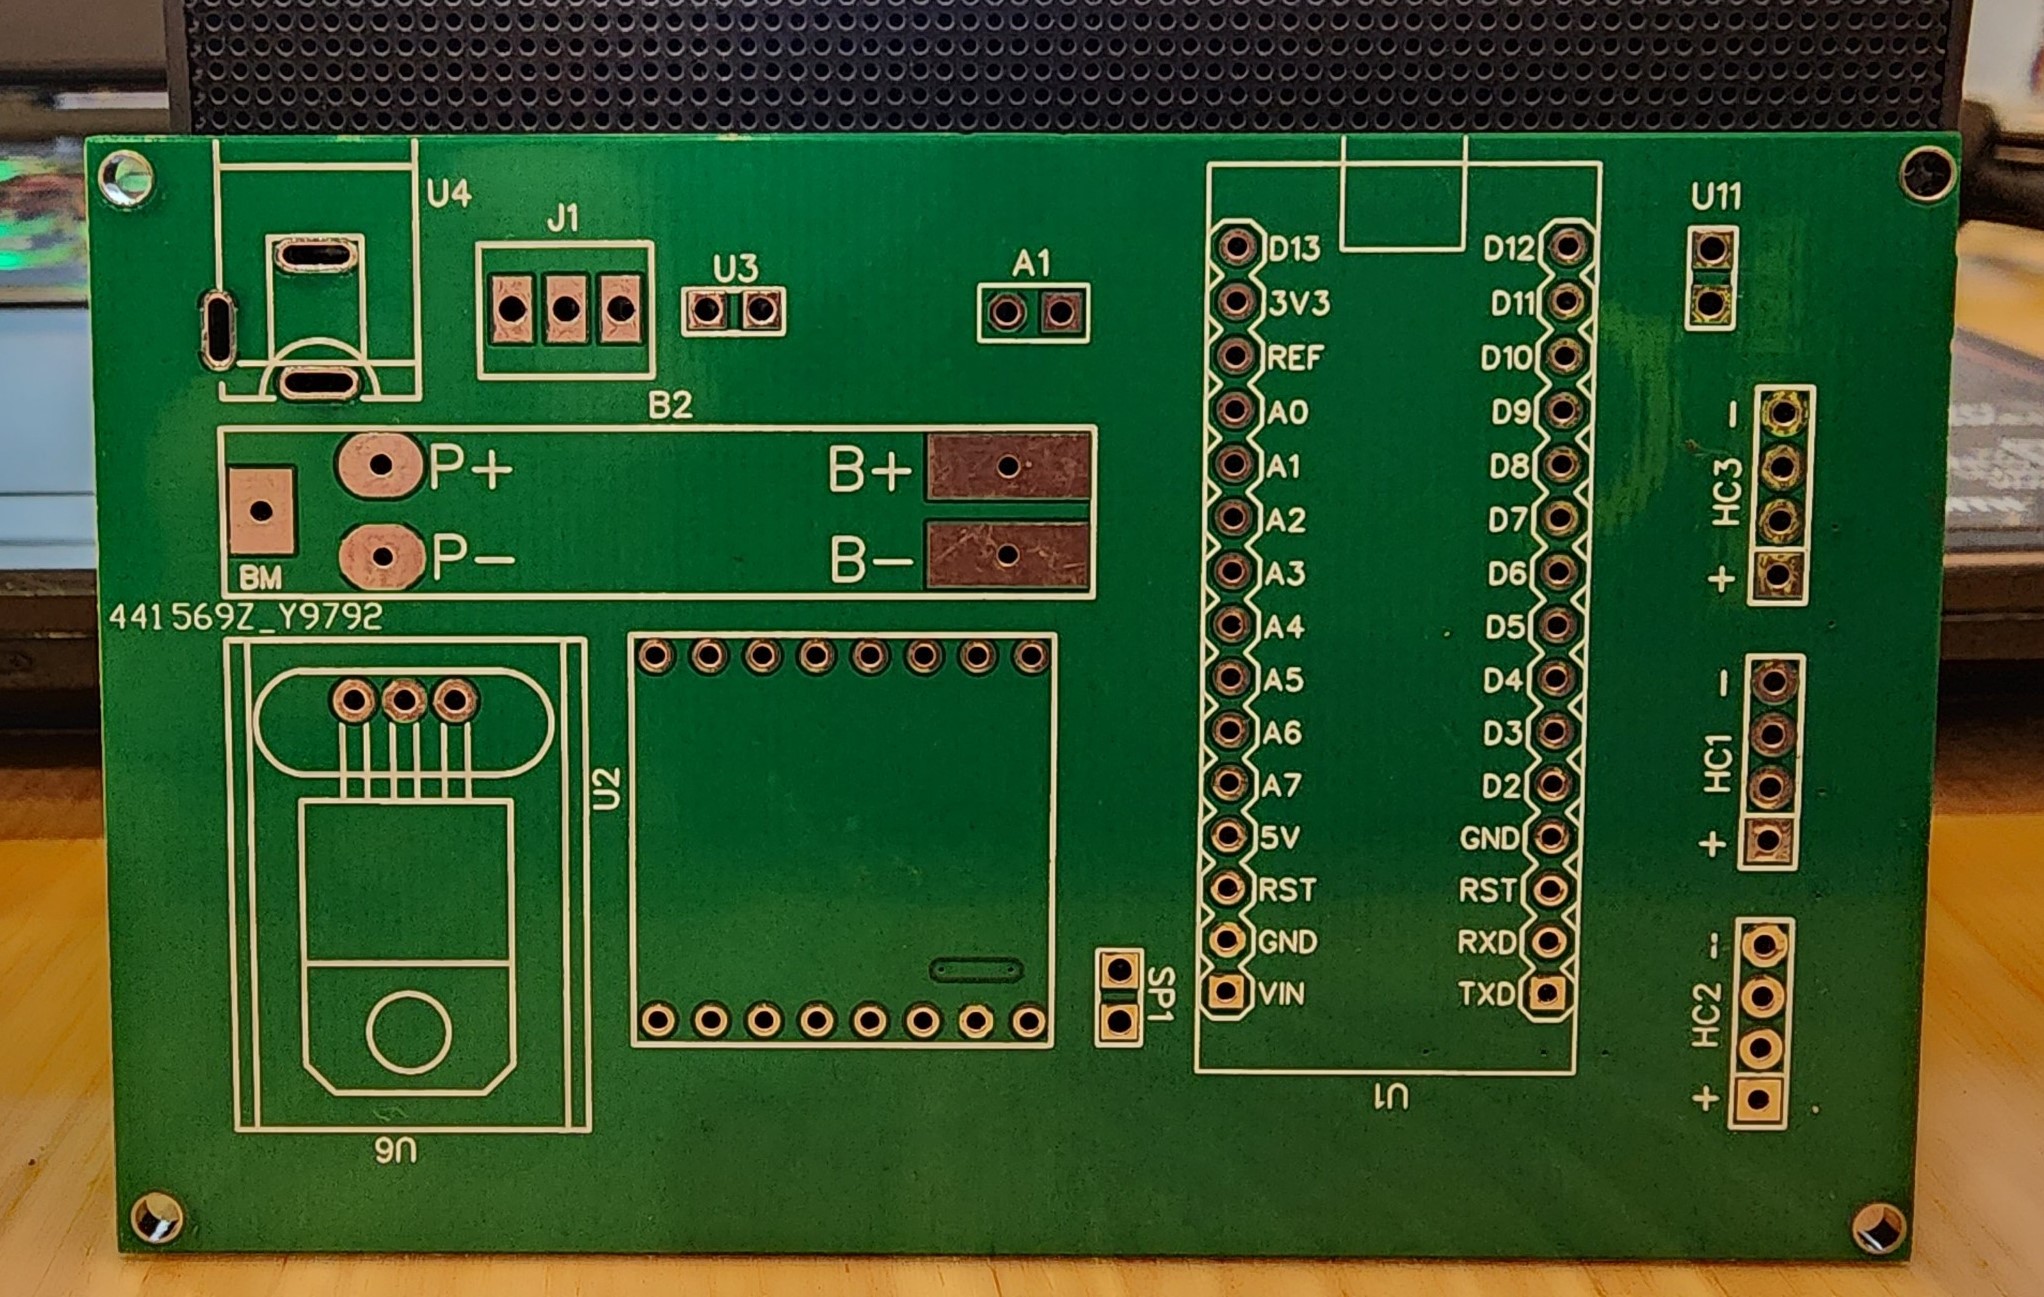 U4
J1
U3
A1
U11
B2
P+
B+
P-
B-
BM
441569Z_Y9792
U2
U6
SP1
D13
3V3
REF
A0
A1
A2
A3
A4
A5
A6
A7
5V
RST
GND
VIN
D12
D11
D10
D9
D8
D7
D6
D5
D4
D3
D2
GND
RST
RXD
TXD
U1
- HC3 +
- HC1 +
- HC2 +